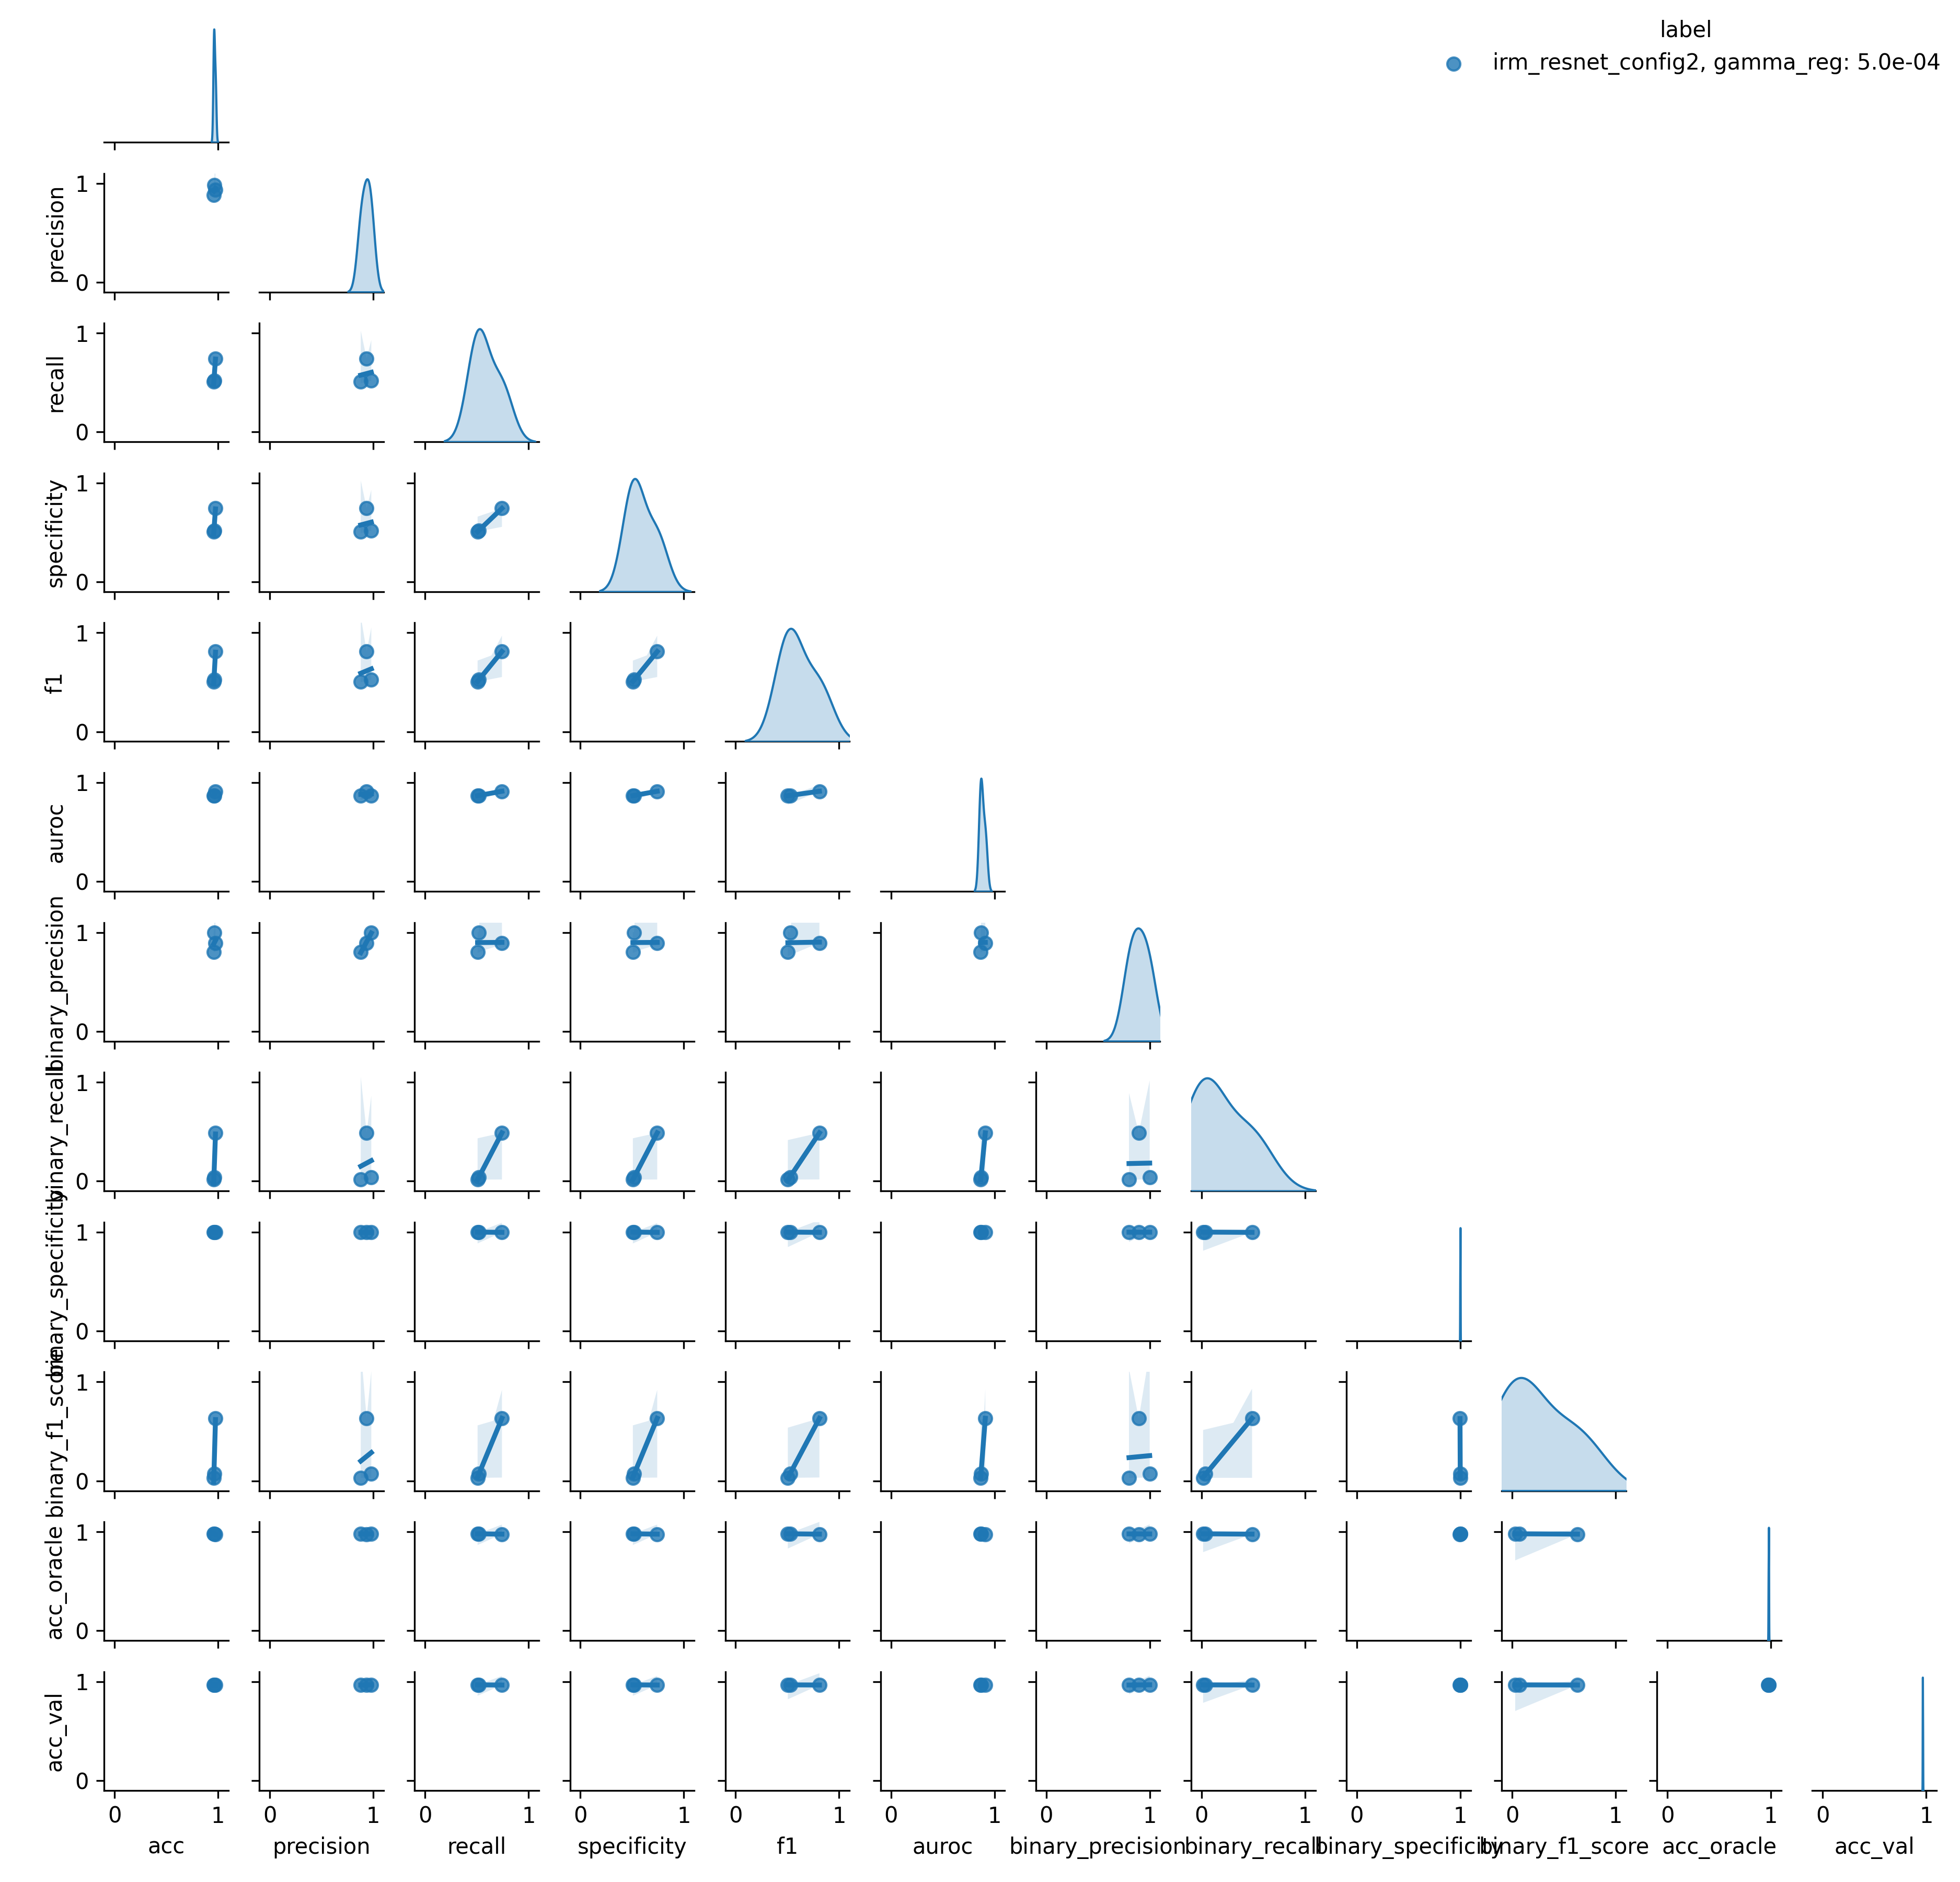 label
irm_resnet_config2, gamma_reg: 5.0e-04
1
precision
0
1
recall
0
1
specificity
0
1
f1
0
1
auroc
0
1
binary_precision
0
1
binary_recall
0
1
binary_specificity
0
1
binary_f1_score
0
1
acc_oracle
0
1
acc_val
0
0 1 0 1 0 1 0 1 0 1 0 1 0 1 0 1 0 1 0 1 0 1 0 1
acc precision recall specificity f1 auroc binary_precision binary_recall binary_specificity binary_f1_score acc_oracle acc_val